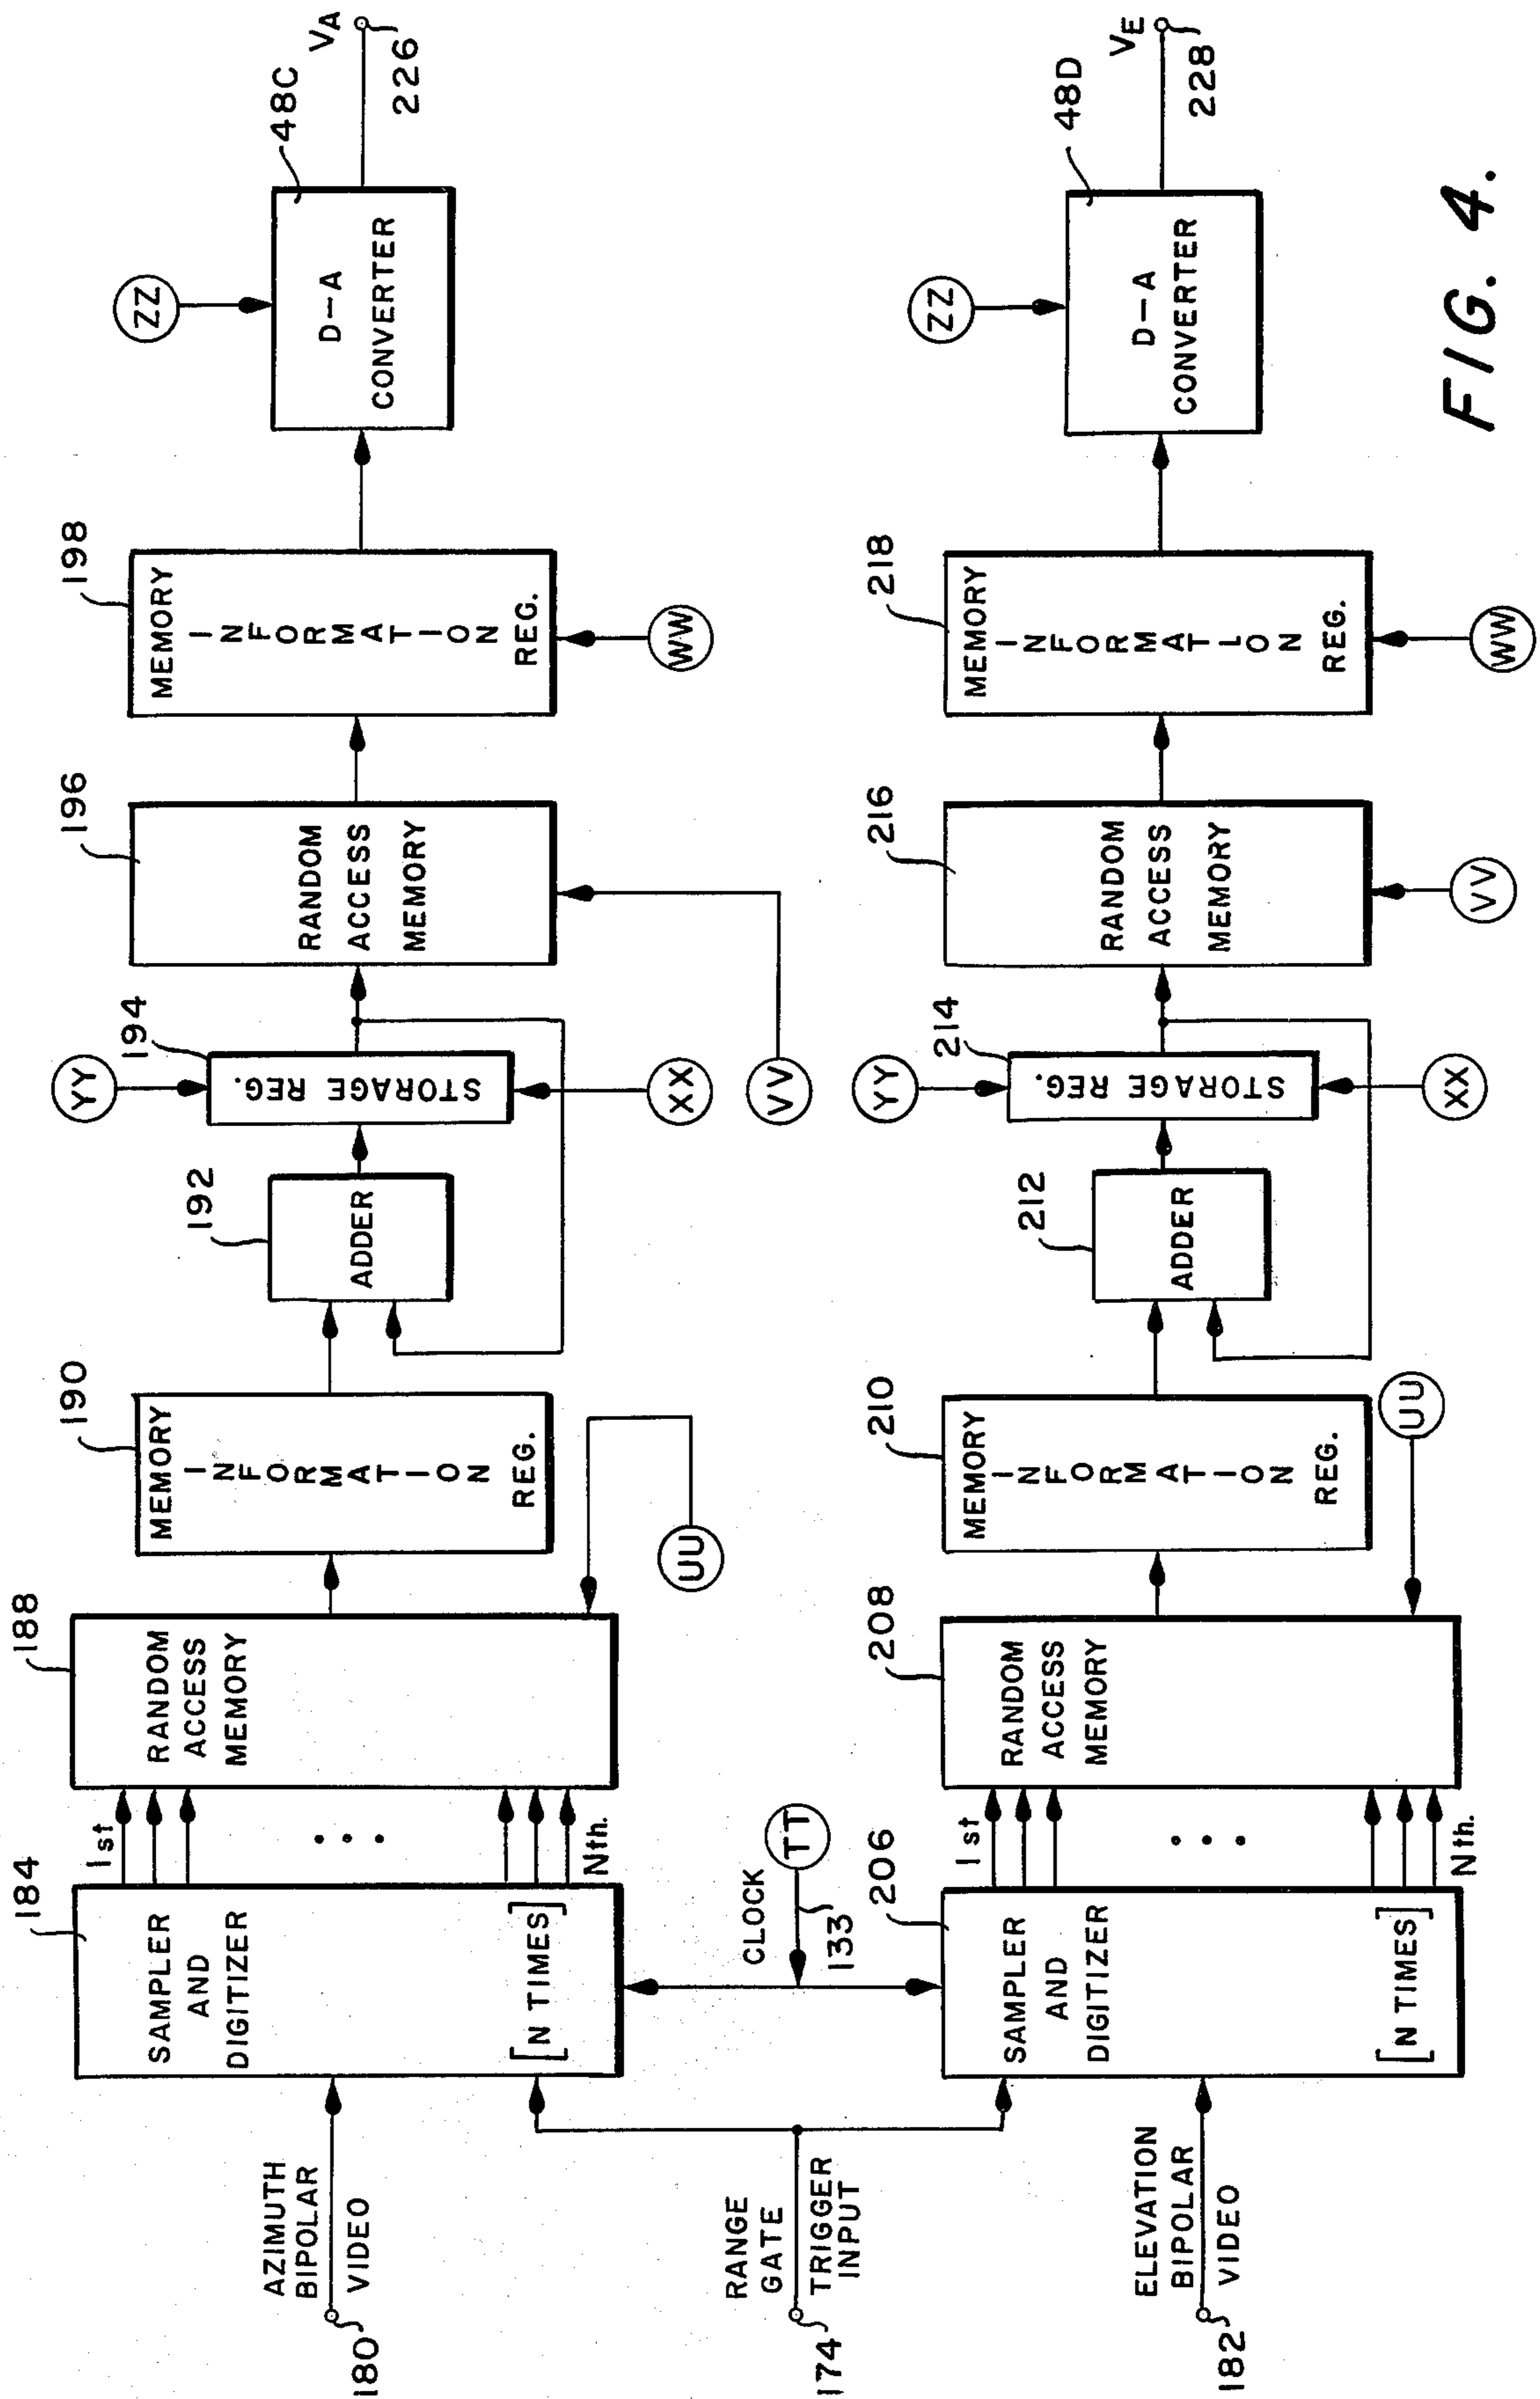 AZIMUTH
BIPOLAR
VIDEO
180
184
SAMPLER
AND
DIGITIZER
[N TIMES]
1st
. . .
Nth.
188
RANDOM
ACCESS
MEMORY
UU
190
MEMORY
INFORMATION
REG.
192
ADDER
YY
194
STORAGE REG.
XX
196
RANDOM
ACCESS
MEMORY
VV
198
MEMORY
INFORMATION
REG.
WW
ZZ
48C
D-A
CONVERTER
VA
226
RANGE
GATE
TRIGGER
INPUT
174
CLOCK
TT
133
ELEVATION
BIPOLAR
VIDEO
182
206
SAMPLER
AND
DIGITIZER
[N TIMES]
1st
. . .
Nth.
208
RANDOM
ACCESS
MEMORY
UU
210
MEMORY
INFORMATION
REG.
212
ADDER
YY
214
STORAGE REG.
XX
216
RANDOM
ACCESS
MEMORY
VV
218
MEMORY
INFORMATION
REG.
WW
ZZ
48D
D-A
CONVERTER
VE
228
FIG. 4.